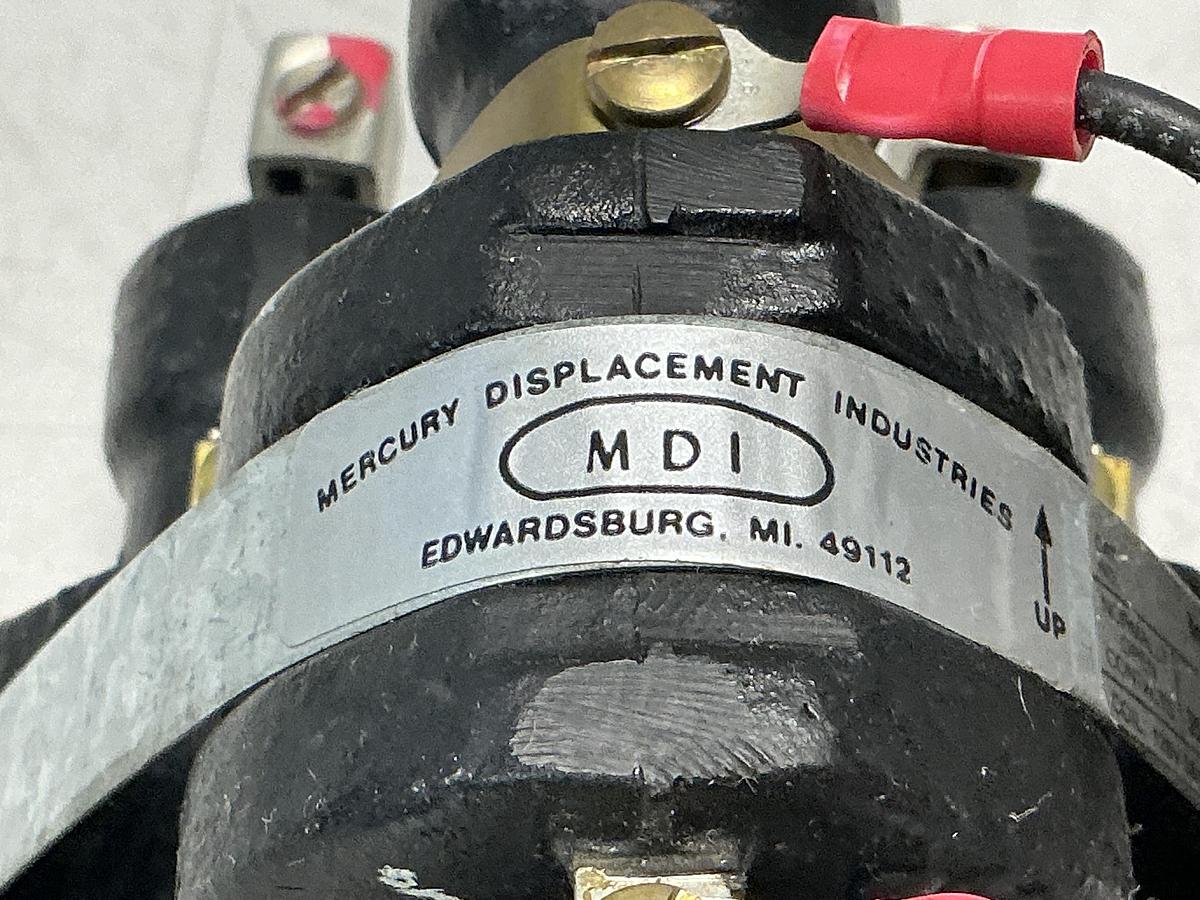 MERCURY DISPLACEMENT INDUSTRIES
MDI
EDWARDSBURG, MI. 49112
UP